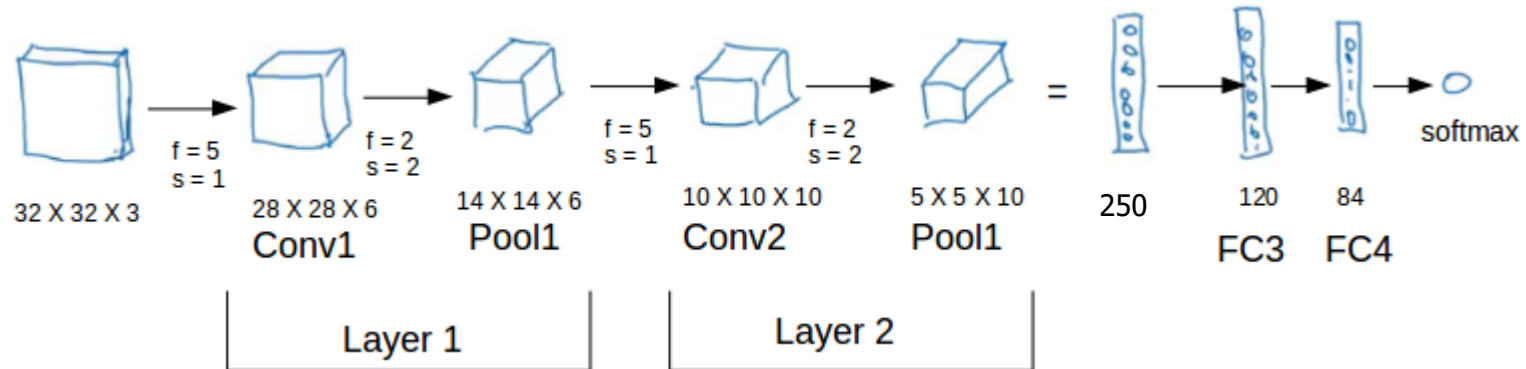 f = 5
s = 1
f = 2
s = 2
f = 5
s = 1
f = 2
s = 2
softmax
32 X 32 X 3
28 X 28 X 6
14 X 14 X 6
10 X 10 X 10
5 X 5 X 10
=
250
120
84
Conv1
Pool1
Conv2
Pool1
FC3
FC4
Layer 1
Layer 2